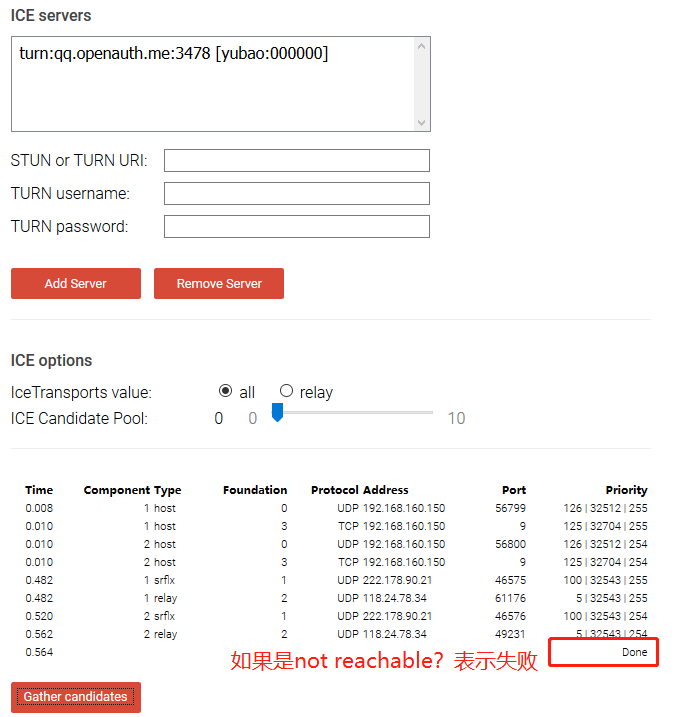 ICE servers
turn:qq.openauth.me:3478 [yubao:000000]
STUN or TURN URI:
TURN username:
TURN password:
Add Server Remove Server
ICE options
IceTransports value: all relay
ICE Candidate Pool: 0 0 10
Time Component Type Foundation Protocol Address Port Priority
0.008 1 host 0 UDP 192.168.160.150 56799 126 | 32512 | 255
0.010 1 host 3 TCP 192.168.160.150 9 125 | 32704 | 255
0.010 2 host 0 UDP 192.168.160.150 56800 126 | 32512 | 254
0.010 2 host 3 TCP 192.168.160.150 9 125 | 32704 | 254
0.482 1 srflx 1 UDP 222.178.90.21 46575 100 | 32543 | 255
0.482 1 relay 2 UDP 118.24.78.34 61176 5 | 32543 | 255
0.520 2 srflx 1 UDP 222.178.90.21 46576 100 | 32543 | 254
0.562 2 relay 2 UDP 118.24.78.34 49231 5 | 32543 | 254
0.564 Done
如果是not reachable？表示失败
Gather candidates